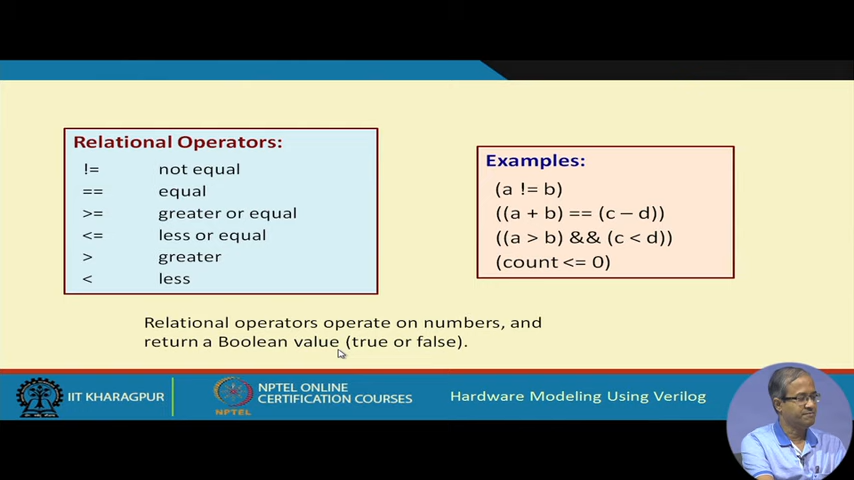 Relational Operators:
!= not equal
== equal
>= greater or equal
<= less or equal
> greater
< less
Examples:
(a != b)
((a + b) == (c – d))
((a > b) && (c < d))
(count <= 0)
Relational operators operate on numbers, and
return a Boolean value (true or false).
IIT KHARAGPUR
NPTEL
NPTEL ONLINE
CERTIFICATION COURSES
Hardware Modeling Using Verilog